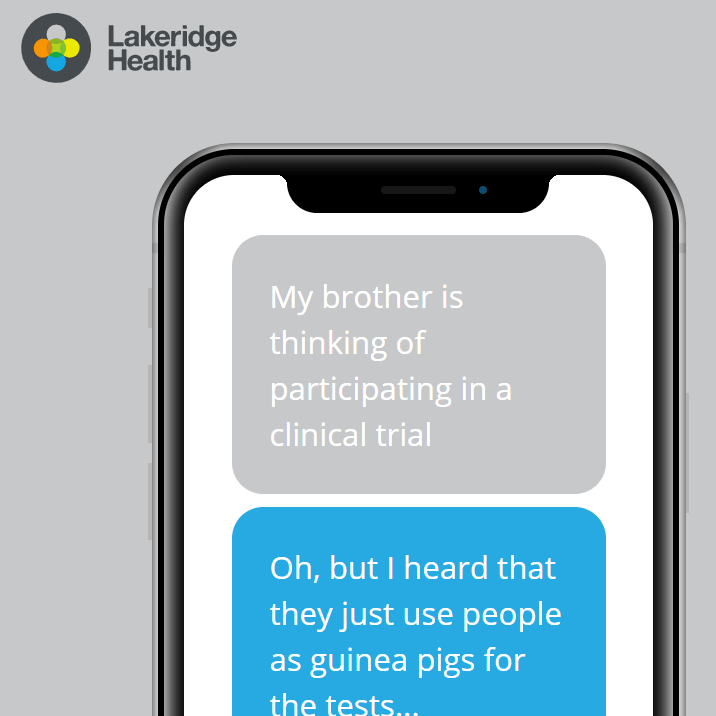 Lakeridge
Health
My brother is
thinking of
participating in a
clinical trial
Oh, but I heard that
they just use people
as guinea pigs for
the tests...